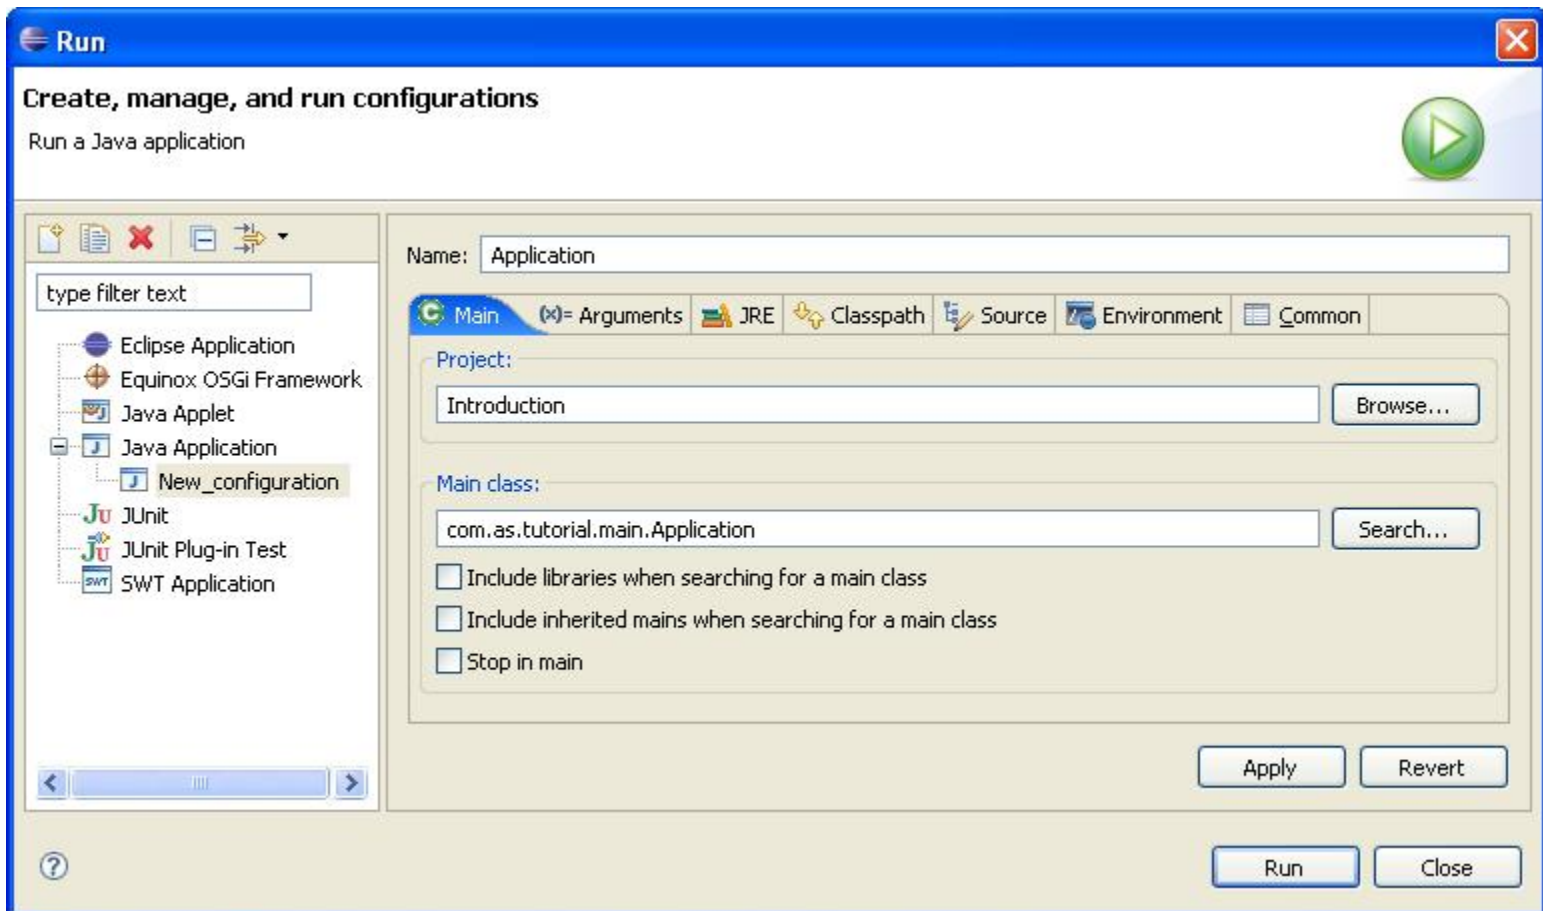 Run
Create, manage, and run configurations
Run a Java application
type filter text
Eclipse Application
Equinox OSGi Framework
Java Applet
Java Application
New_configuration
JUnit
JUnit Plug-in Test
SWT Application
Name: Application
Main (x)= Arguments JRE Classpath Source Environment Common
Project:
Introduction Browse...
Main class:
com.as.tutorial.main.Application Search...
Include libraries when searching for a main class
Include inherited mains when searching for a main class
Stop in main
Apply Revert
Run Close